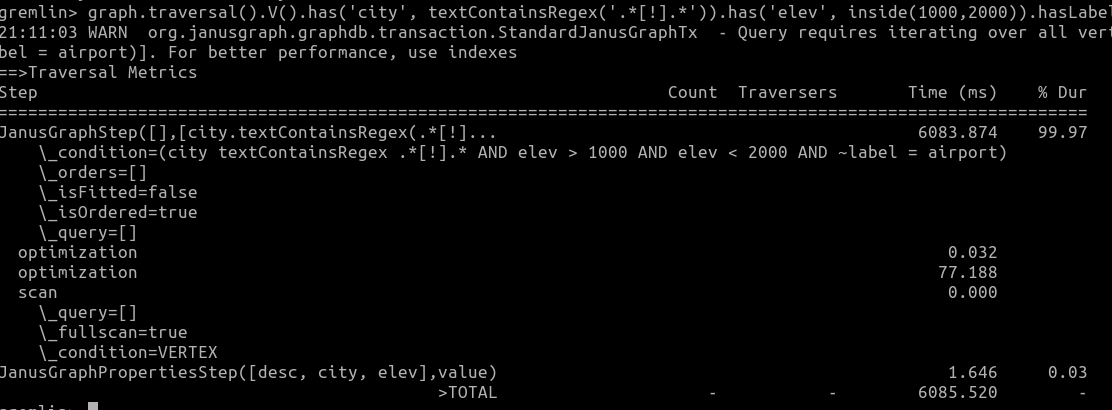 gremlin> graph.traversal().V().has('city', textContainsRegex('.*[!].*')).has('elev', inside(1000,2000)).hasLabe
21:11:03 WARN  org.janusgraph.graphdb.transaction.StandardJanusGraphTx  - Query requires iterating over all vert
bel = airport)]. For better performance, use indexes
==>Traversal Metrics
Step                                                               Count  Traversers       Time (ms)    % Dur
=============================================================================================================
JanusGraphStep([],[city.textContainsRegex(.*[!]...                                          6083.874    99.97
    \_condition=(city textContainsRegex .*[!].* AND elev > 1000 AND elev < 2000 AND ~label = airport)
    \_orders=[]
    \_isFitted=false
    \_isOrdered=true
    \_query=[]
  optimization                                                                                 0.032
  optimization                                                                                77.188
  scan                                                                                         0.000
    \_query=[]
    \_fullscan=true
    \_condition=VERTEX
JanusGraphPropertiesStep([desc, city, elev],value)                                             1.646     0.03
                                            >TOTAL                     -           -        6085.520        -
gremlin>